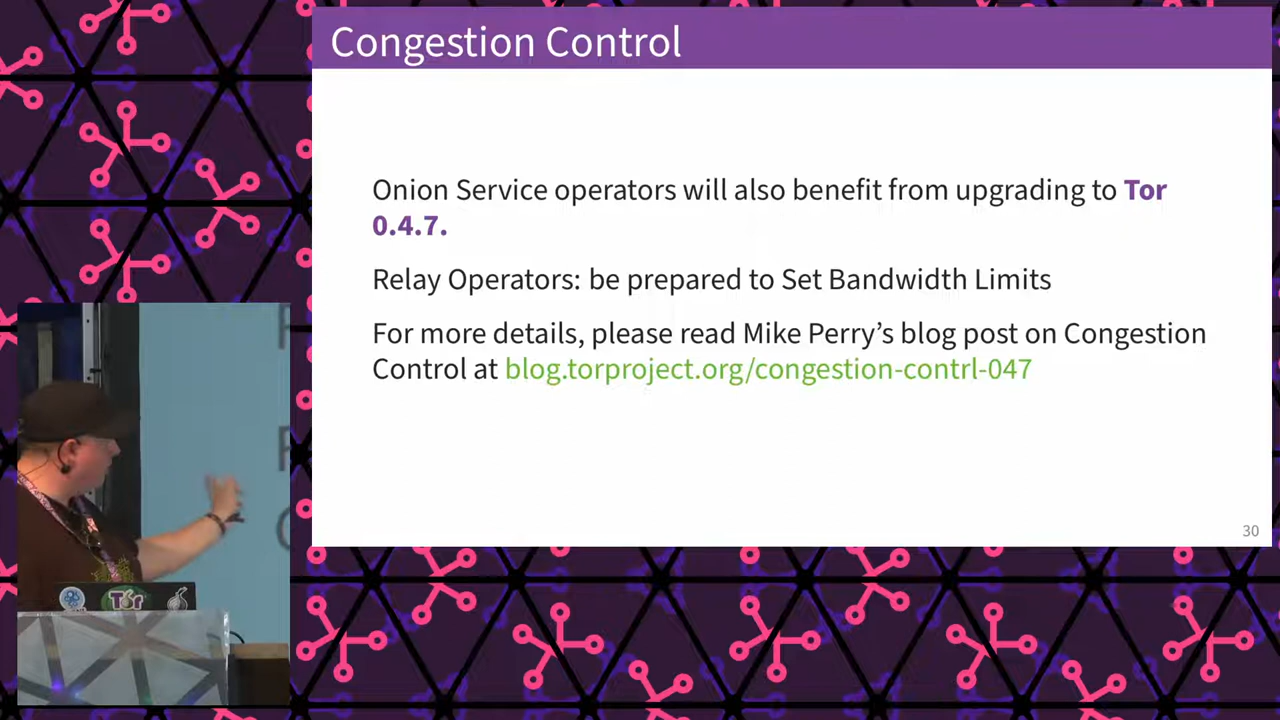 Congestion Control
Onion Service operators will also benefit from upgrading to Tor
0.4.7.
Relay Operators: be prepared to Set Bandwidth Limits
For more details, please read Mike Perry’s blog post on Congestion
Control at blog.torproject.org/congestion-contrl-047
30
Tor